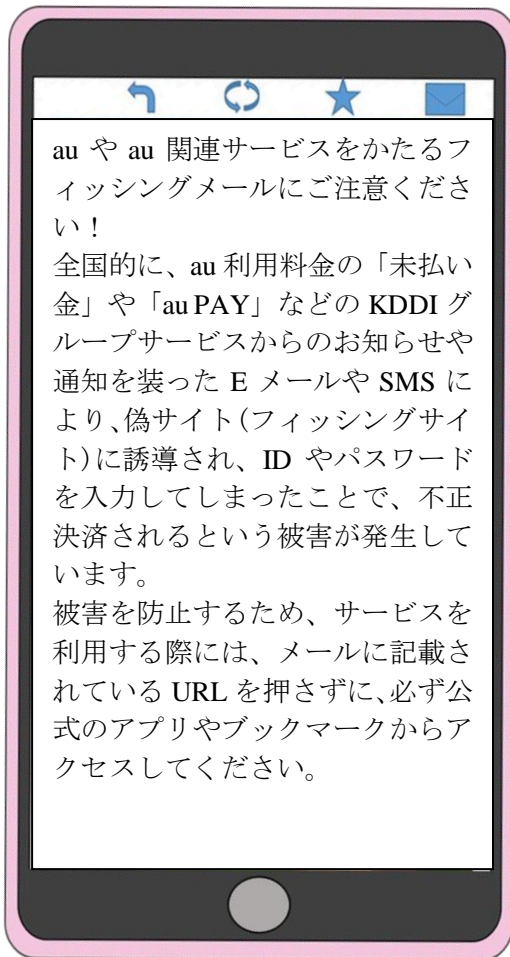 au や au 関連サービスをかたるフ
ィッシングメールにご注意くださ
い！
全国的に、au 利用料金の「未払い
金」や「au PAY」などの KDDI グ
ループサービスからのお知らせや
通知を装った E メールや SMS に
より、偽サイト(フィッシングサイ
ト)に誘導され、ID やパスワード
を入力してしまったことで、不正
決済されるという被害が発生して
います。
被害を防止するため、サービスを
利用する際には、メールに記載さ
れている URL を押さずに、必ず公
式のアプリやブックマークからア
クセスしてください。